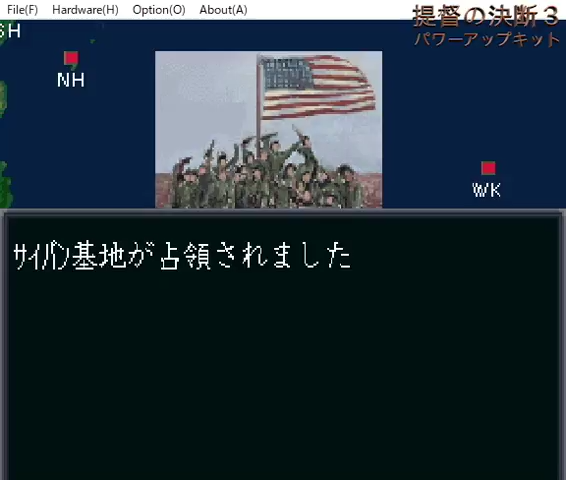 File(F) Hardware(H) Option(O) About(A)
提督の決断3
パワーアップキット
SH
NH
WK
サイパン基地が占領されました